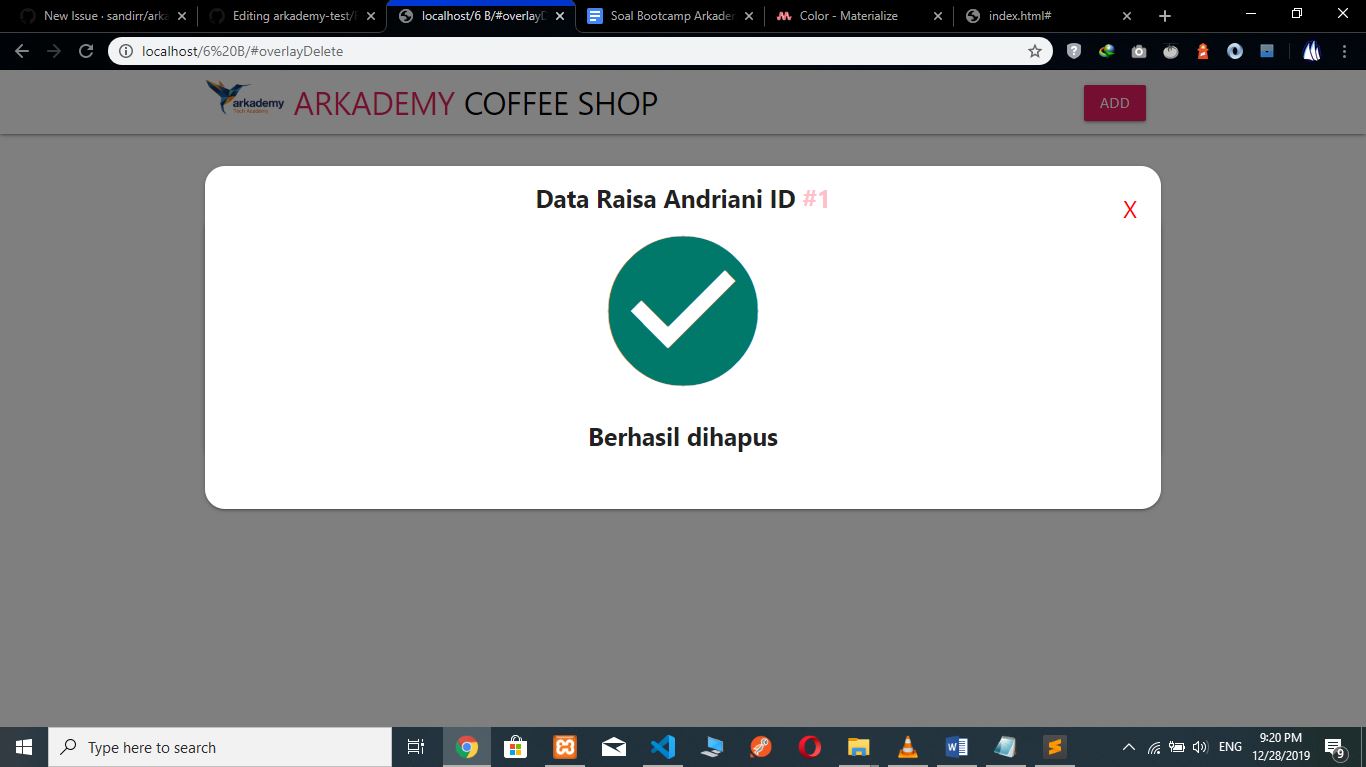 New Issue · sandirr/arka
Editing arkademy-test/
localhost/6 B/#overlayD
Soal Bootcamp Arkader
Color - Materialize
index.html#
localhost/6%20B/#overlayDelete
arkademy
Tech Academy
ARKADEMY COFFEE SHOP
ADD
Data Raisa Andriani ID #1
X
Berhasil dihapus
Type here to search
ENG
9:20 PM
12/28/2019
9